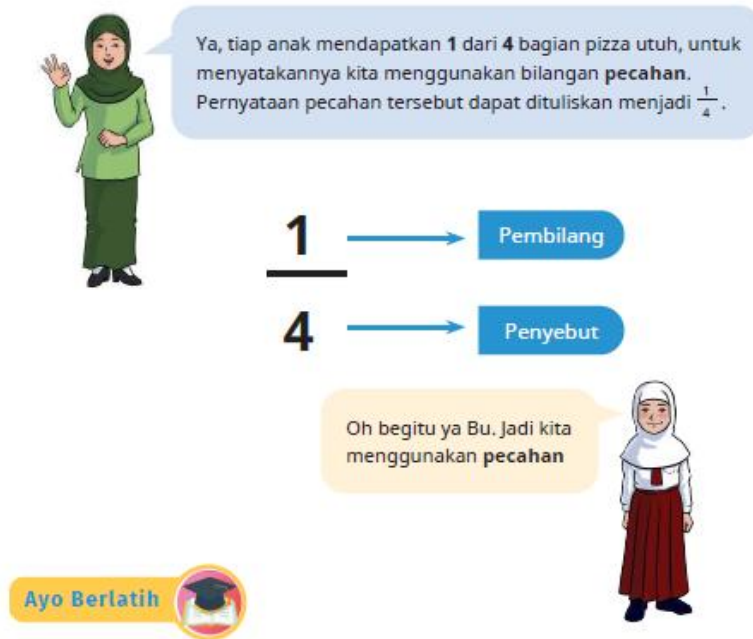 Ya, tiap anak mendapatkan 1 dari 4 bagian pizza utuh, untuk
menyatakannya kita menggunakan bilangan pecahan.
Pernyataan pecahan tersebut dapat dituliskan menjadi 1/4 .
1 Pembilang
4 Penyebut
Oh begitu ya Bu. Jadi kita
menggunakan pecahan
Ayo Berlatih